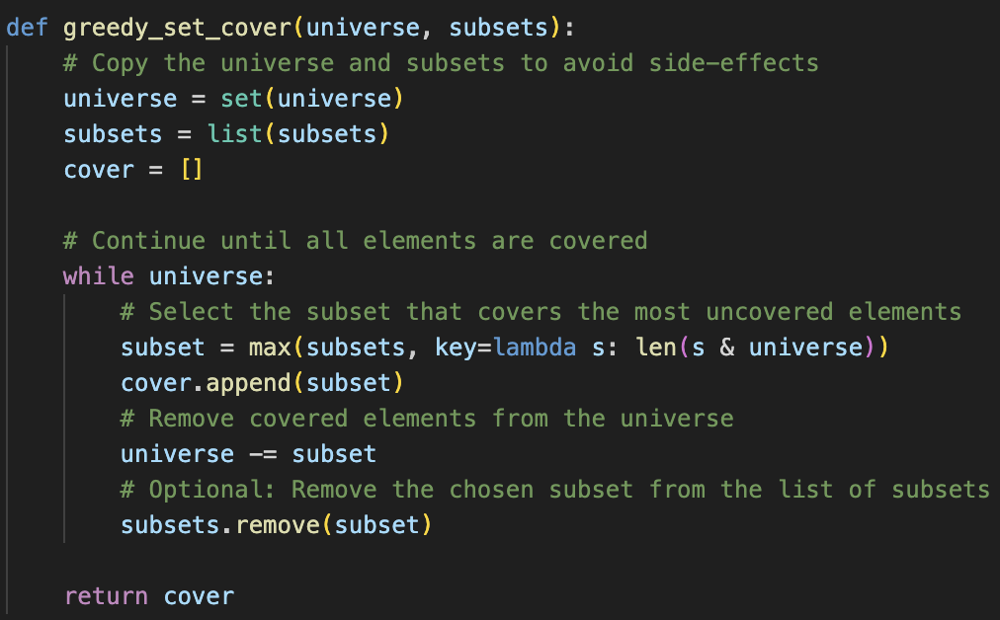 def greedy_set_cover(universe, subsets):
    # Copy the universe and subsets to avoid side-effects
    universe = set(universe)
    subsets = list(subsets)
    cover = []

    # Continue until all elements are covered
    while universe:
        # Select the subset that covers the most uncovered elements
        subset = max(subsets, key=lambda s: len(s & universe))
        cover.append(subset)
        # Remove covered elements from the universe
        universe -= subset
        # Optional: Remove the chosen subset from the list of subsets
        subsets.remove(subset)

    return cover